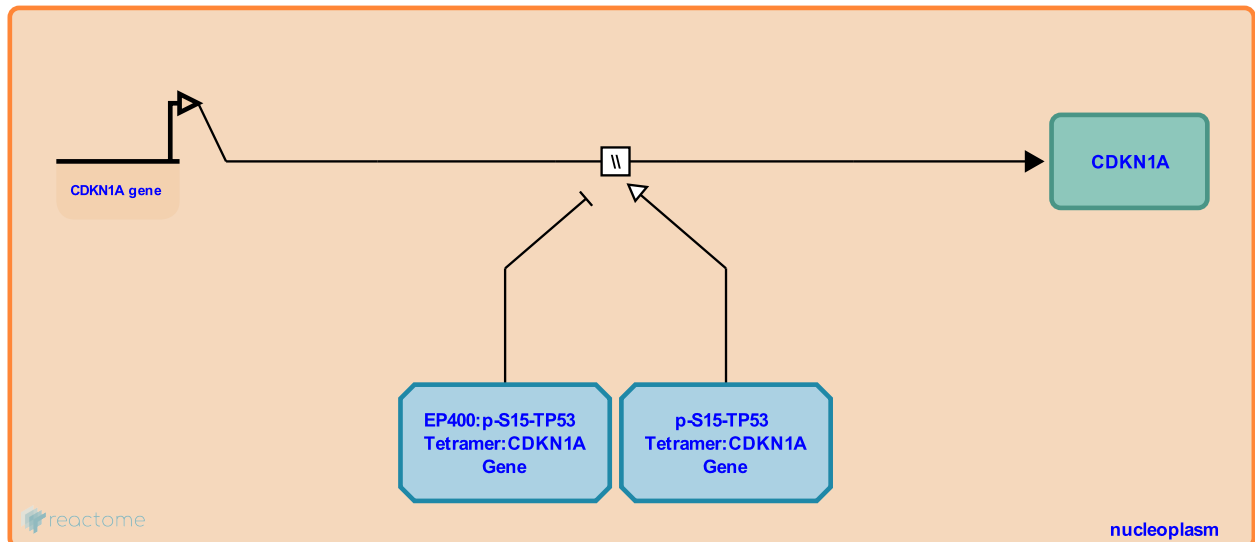 CDKN1A gene
\\
CDKN1A
EP400:p-S15-TP53
Tetramer:CDKN1A
Gene
p-S15-TP53
Tetramer:CDKN1A
Gene
reactome
nucleoplasm